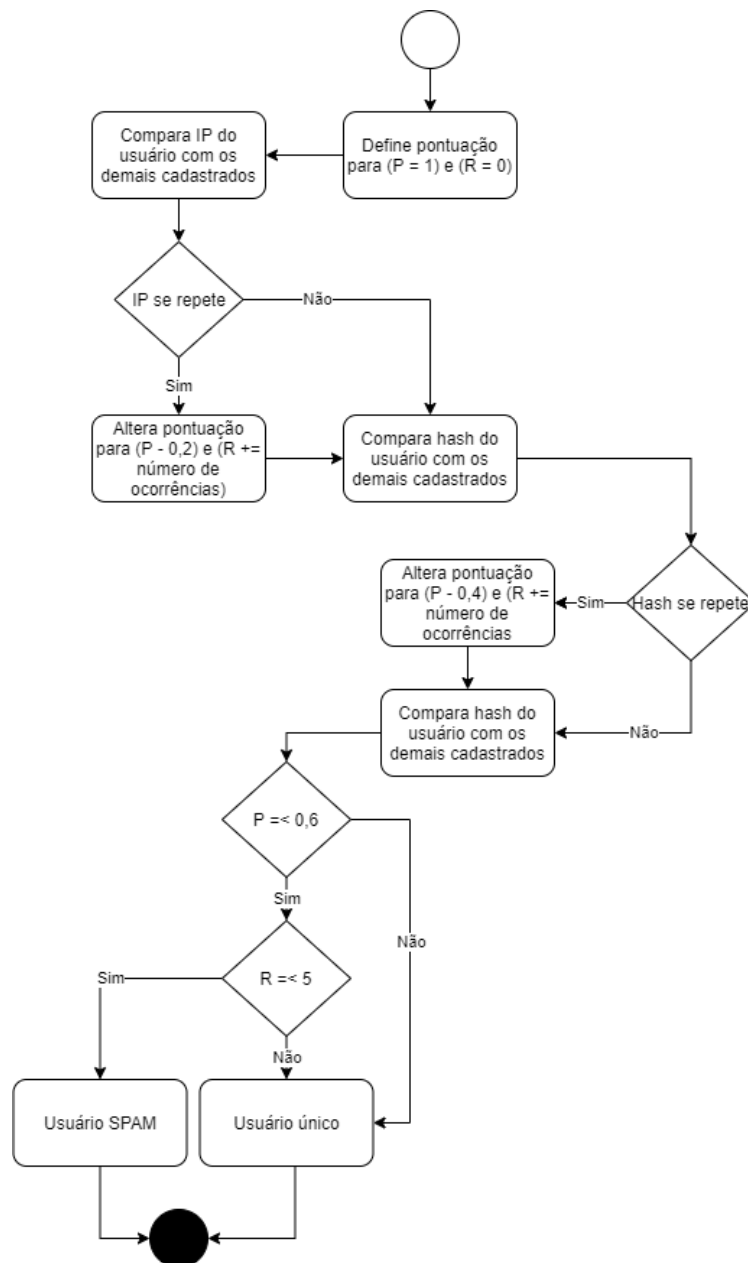 Define pontuação
para (P = 1) e (R = 0)
Compara IP do
usuário com os
demais cadastrados
IP se repete
Não
Sim
Altera pontuação
para (P - 0,2) e (R +=
número de
ocorrências)
Compara hash do
usuário com os
demais cadastrados
Hash se repete
Sim
Altera pontuação
para (P - 0,4) e (R +=
número de
ocorrências
Não
Compara hash do
usuário com os
demais cadastrados
P =< 0,6
Sim
Não
R =< 5
Sim
Não
Usuário SPAM
Usuário único